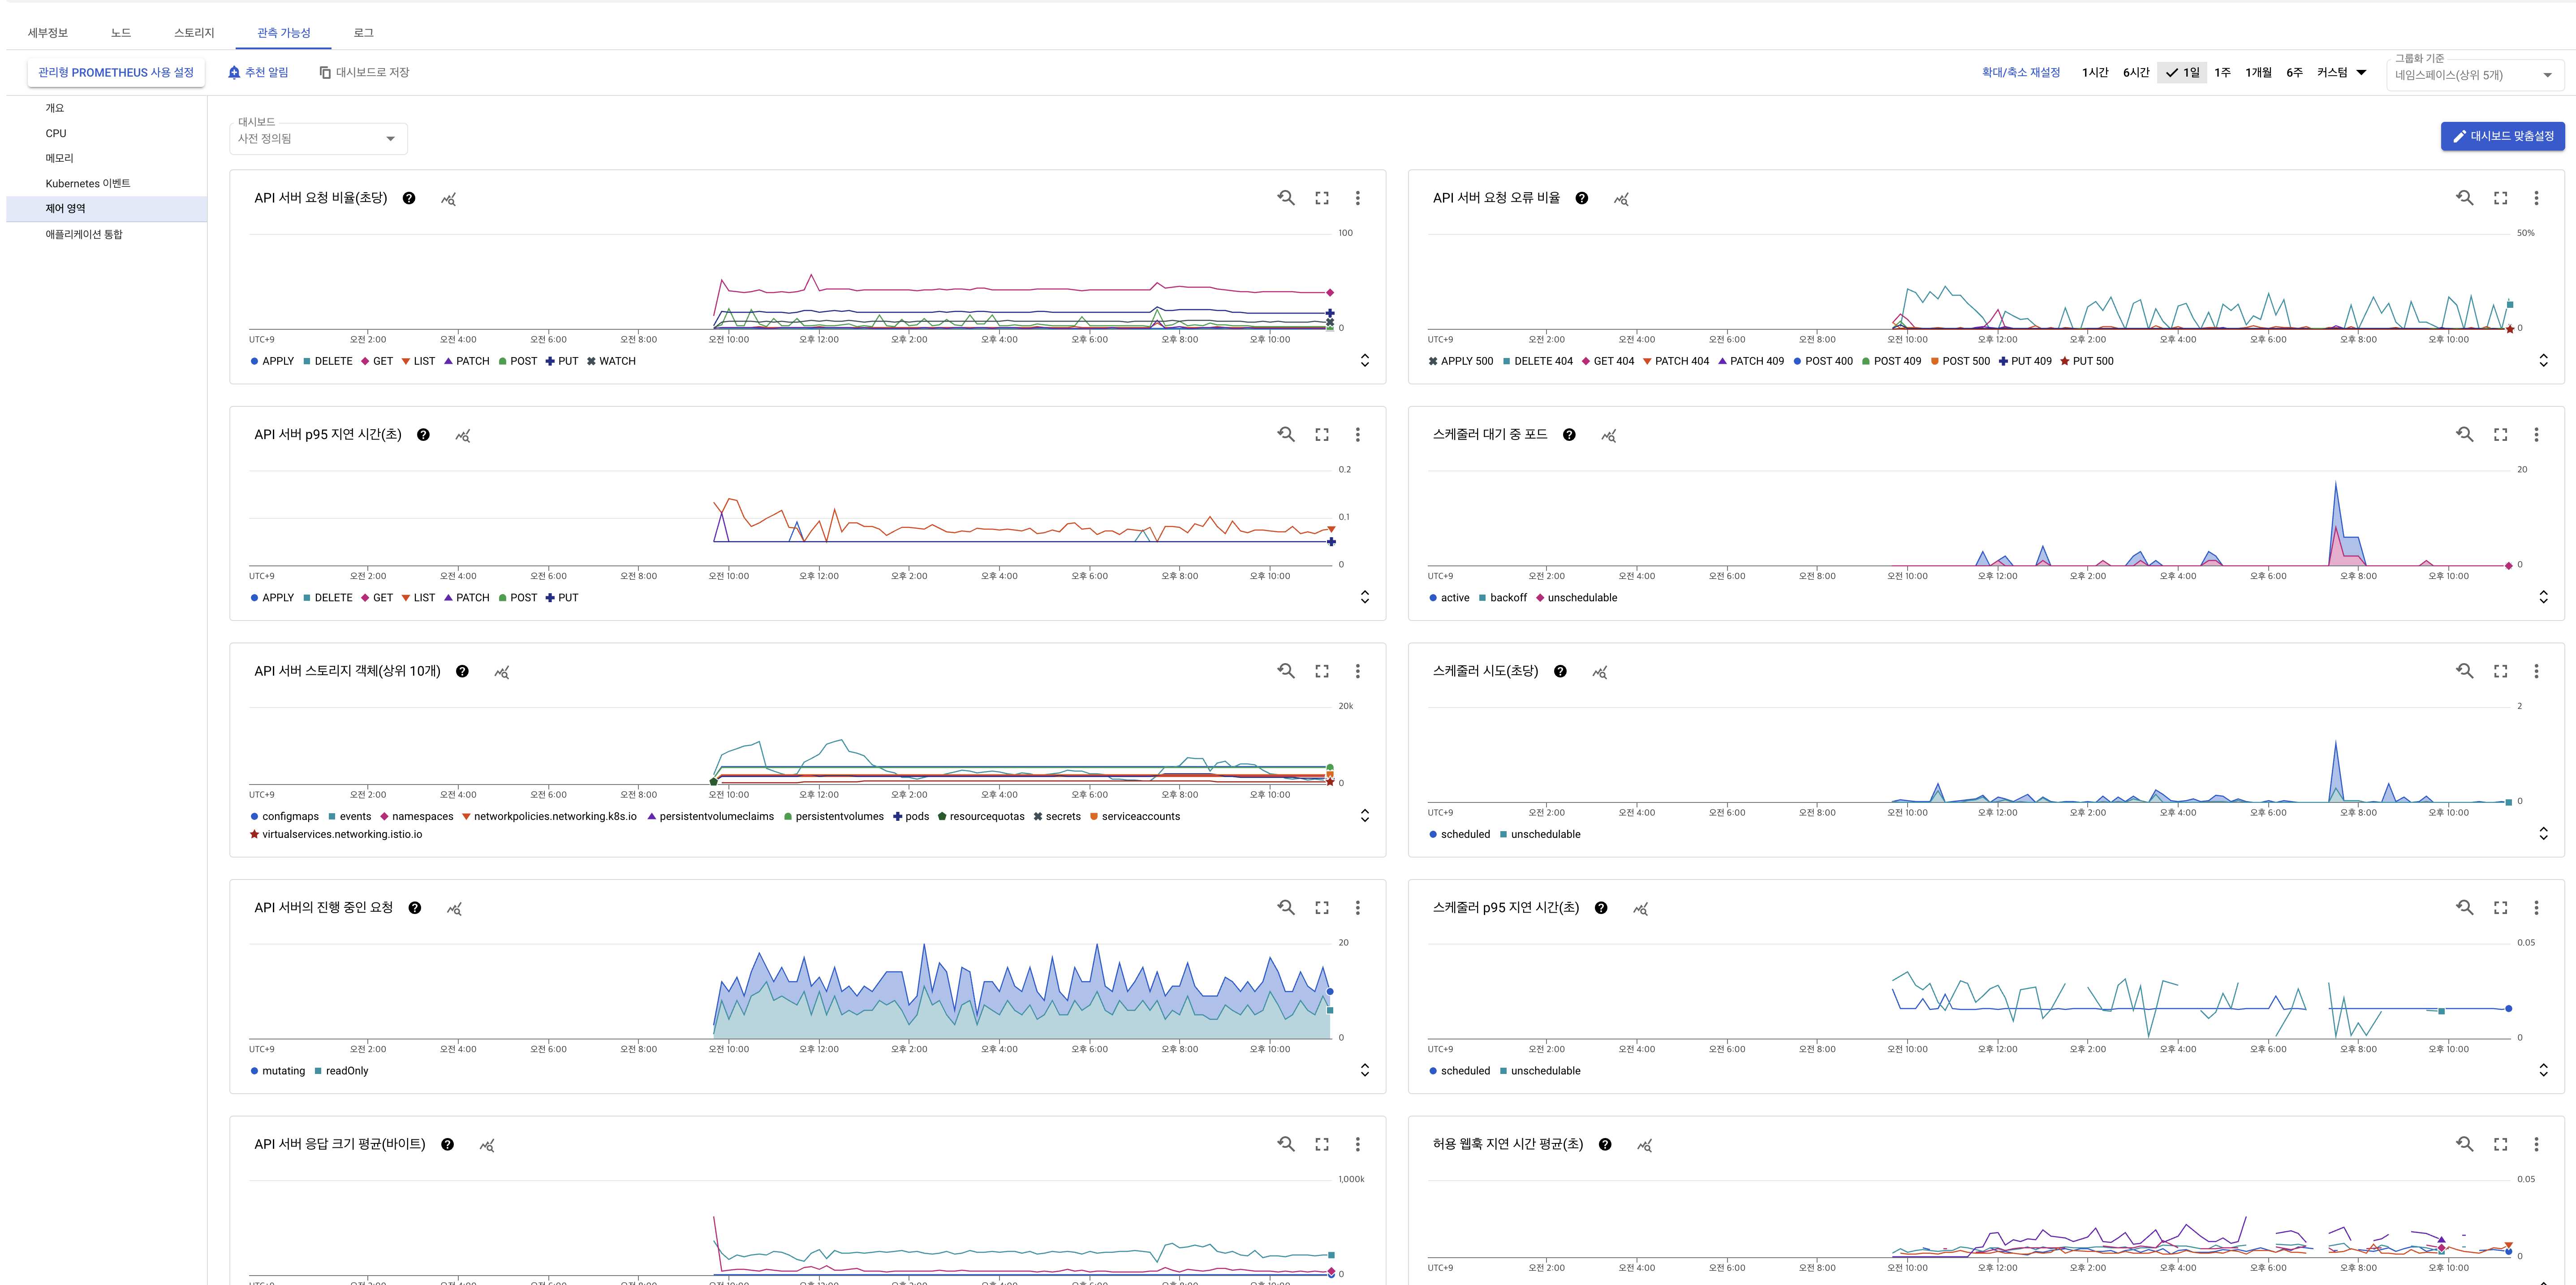 세부정보 노드 스토리지 관측 가능성 로그
관리형 PROMETHEUS 사용 설정 추천 알림 대시보드로 저장 확대/축소 재설정 1시간 6시간 1일 1주 1개월 6주 커스텀 그룹화 기준
네임스페이스(상위 5개)
개요
CPU
메모리
Kubernetes 이벤트
제어 영역
애플리케이션 통합
대시보드
사전 정의됨
대시보드 맞춤설정
API 서버 요청 비율(초당)
100
0
UTC+9 오전 2:00 오전 4:00 오전 6:00 오전 8:00 오전 10:00 오후 12:00 오후 2:00 오후 4:00 오후 6:00 오후 8:00 오후 10:00
APPLY DELETE GET LIST PATCH POST PUT WATCH
API 서버 요청 오류 비율
50%
0
UTC+9 오전 2:00 오전 4:00 오전 6:00 오전 8:00 오전 10:00 오후 12:00 오후 2:00 오후 4:00 오후 6:00 오후 8:00 오후 10:00
APPLY 500 DELETE 404 GET 404 PATCH 404 PATCH 409 POST 400 POST 409 POST 500 PUT 409 PUT 500
API 서버 p95 지연 시간(초)
0.2
0.1
0
UTC+9 오전 2:00 오전 4:00 오전 6:00 오전 8:00 오전 10:00 오후 12:00 오후 2:00 오후 4:00 오후 6:00 오후 8:00 오후 10:00
APPLY DELETE GET LIST PATCH POST PUT
스케줄러 대기 중 포드
20
0
UTC+9 오전 2:00 오전 4:00 오전 6:00 오전 8:00 오전 10:00 오후 12:00 오후 2:00 오후 4:00 오후 6:00 오후 8:00 오후 10:00
active backoff unschedulable
API 서버 스토리지 객체(상위 10개)
20k
0
UTC+9 오전 2:00 오전 4:00 오전 6:00 오전 8:00 오전 10:00 오후 12:00 오후 2:00 오후 4:00 오후 6:00 오후 8:00 오후 10:00
configmaps events namespaces networkpolicies.networking.k8s.io persistentvolumeclaims persistentvolumes pods resourcequotas secrets serviceaccounts
virtualservices.networking.istio.io
스케줄러 시도(초당)
2
0
UTC+9 오전 2:00 오전 4:00 오전 6:00 오전 8:00 오전 10:00 오후 12:00 오후 2:00 오후 4:00 오후 6:00 오후 8:00 오후 10:00
scheduled unschedulable
API 서버의 진행 중인 요청
20
0
UTC+9 오전 2:00 오전 4:00 오전 6:00 오전 8:00 오전 10:00 오후 12:00 오후 2:00 오후 4:00 오후 6:00 오후 8:00 오후 10:00
mutating readOnly
스케줄러 p95 지연 시간(초)
0.05
0
UTC+9 오전 2:00 오전 4:00 오전 6:00 오전 8:00 오전 10:00 오후 12:00 오후 2:00 오후 4:00 오후 6:00 오후 8:00 오후 10:00
scheduled unschedulable
API 서버 응답 크기 평균(바이트)
1,000k
0
허용 웹훅 지연 시간 평균(초)
0.05
0
UTC+9 오전 2:00 오전 4:00 오전 6:00 오전 8:00 오전 10:00 오후 12:00 오후 2:00 오후 4:00 오후 6:00 오후 8:00 오후 10:00